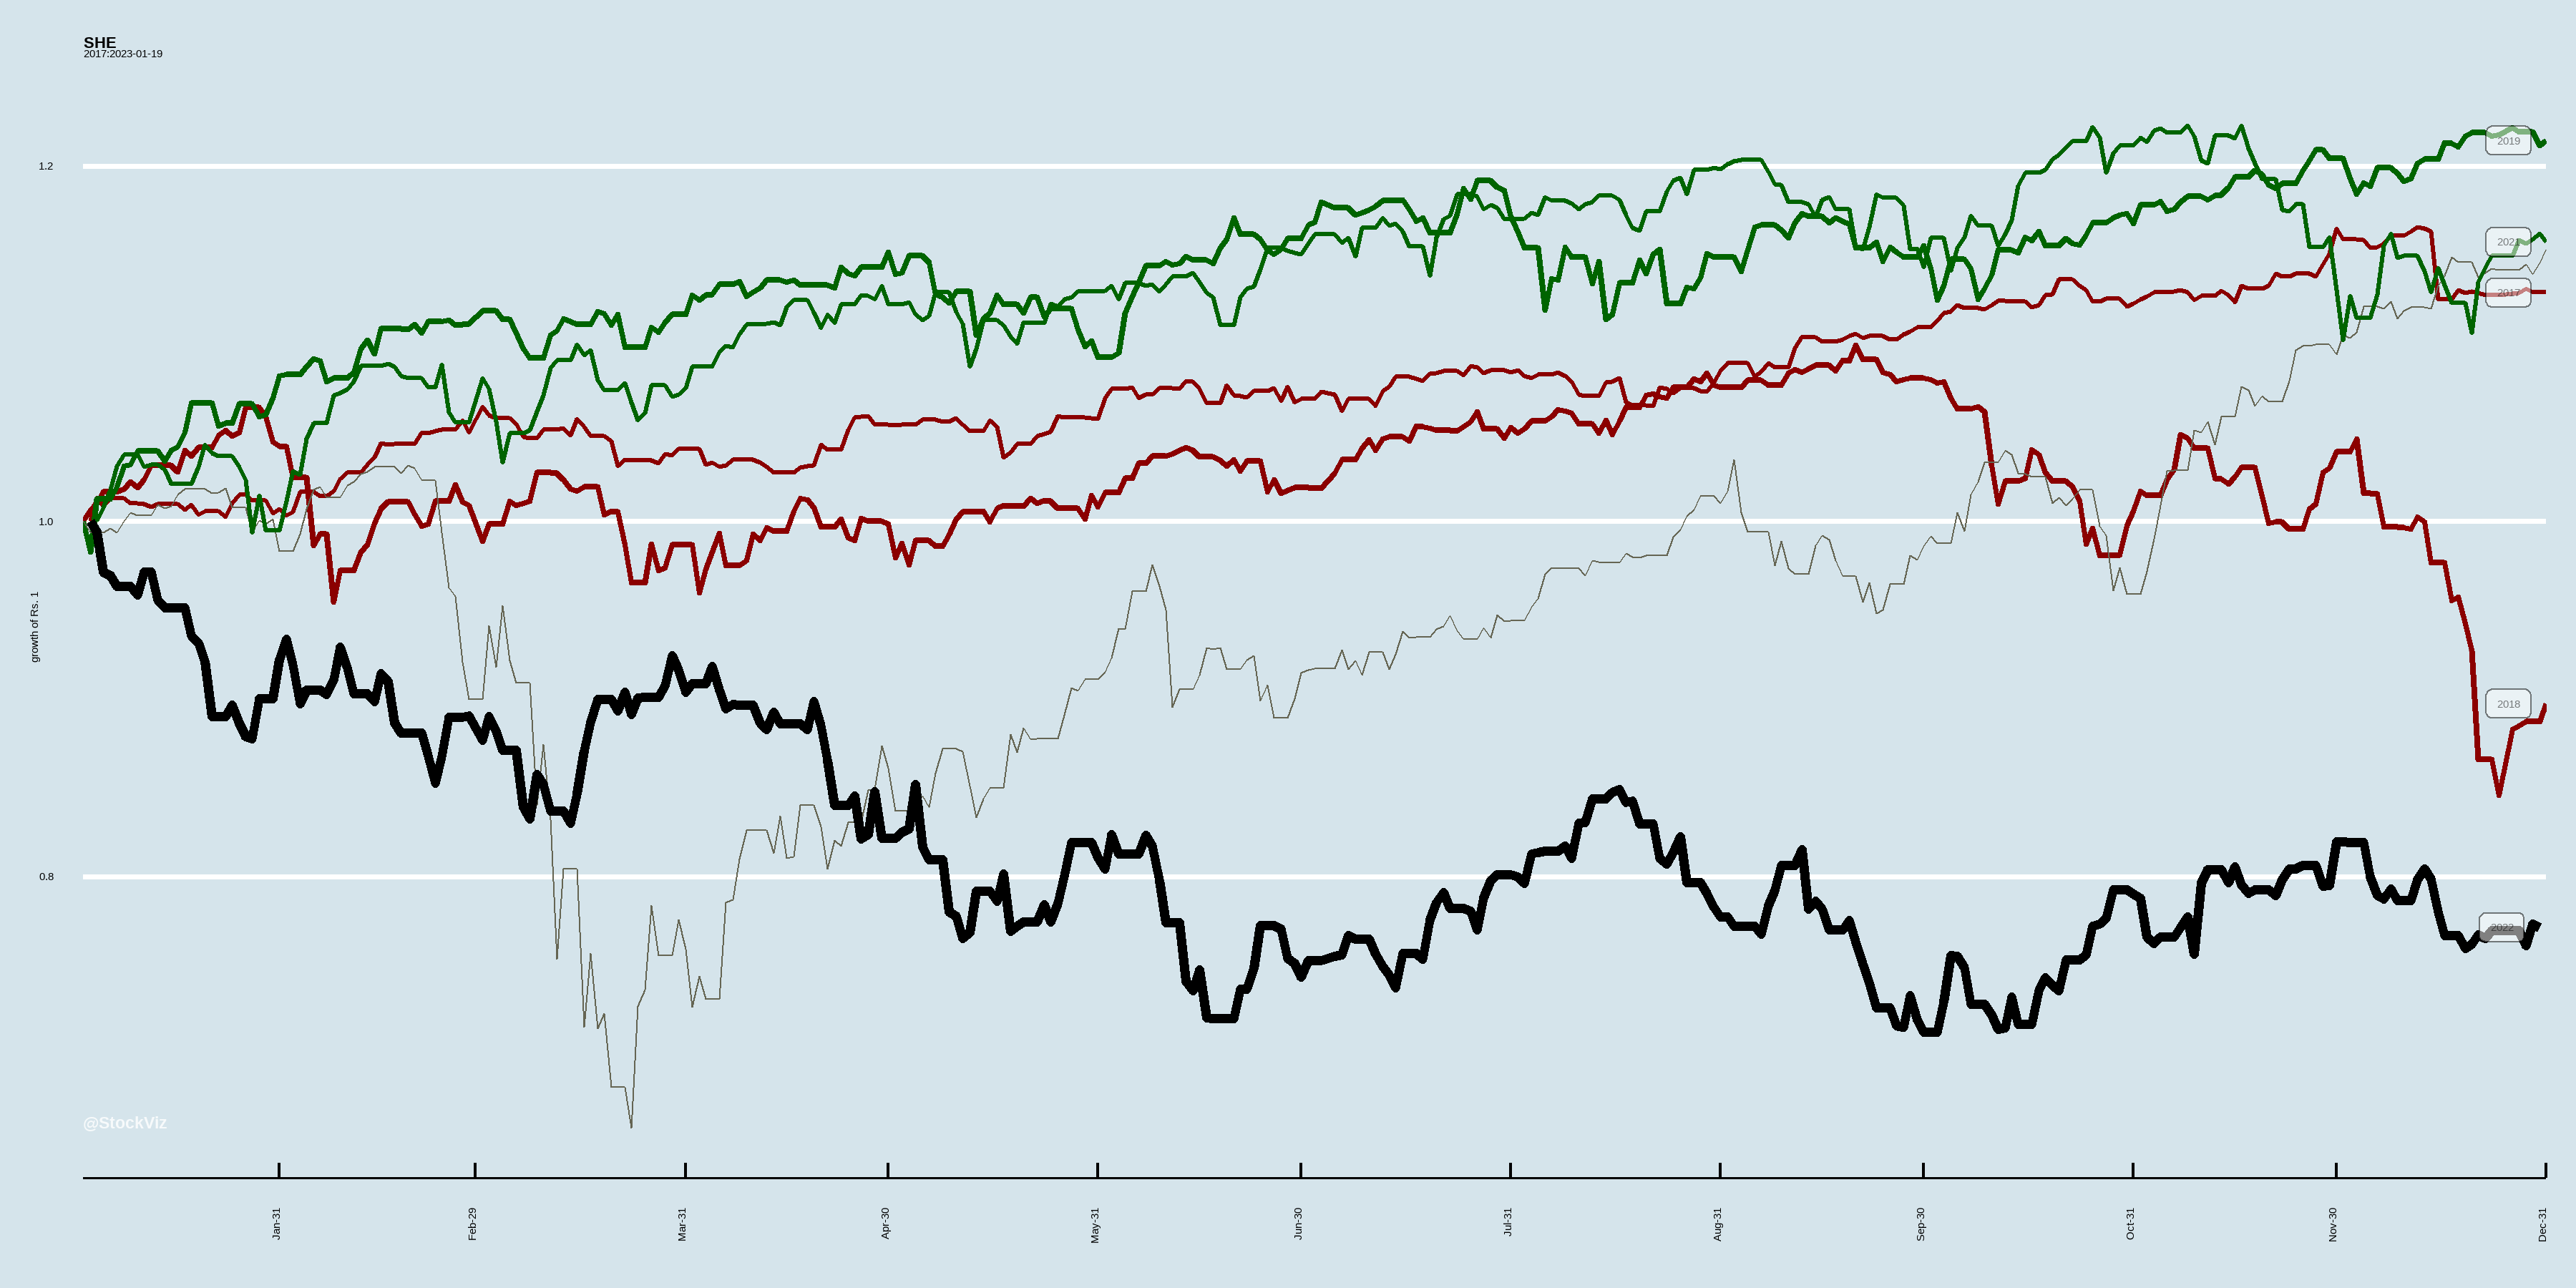 SHE
2017:2023-01-19
1.2
1.0
0.8
growth of Rs. 1
2019
2021
2017
2018
2022
@StockViz
Jan-31
Feb-29
Mar-31
Apr-30
May-31
Jun-30
Jul-31
Aug-31
Sep-30
Oct-31
Nov-30
Dec-31